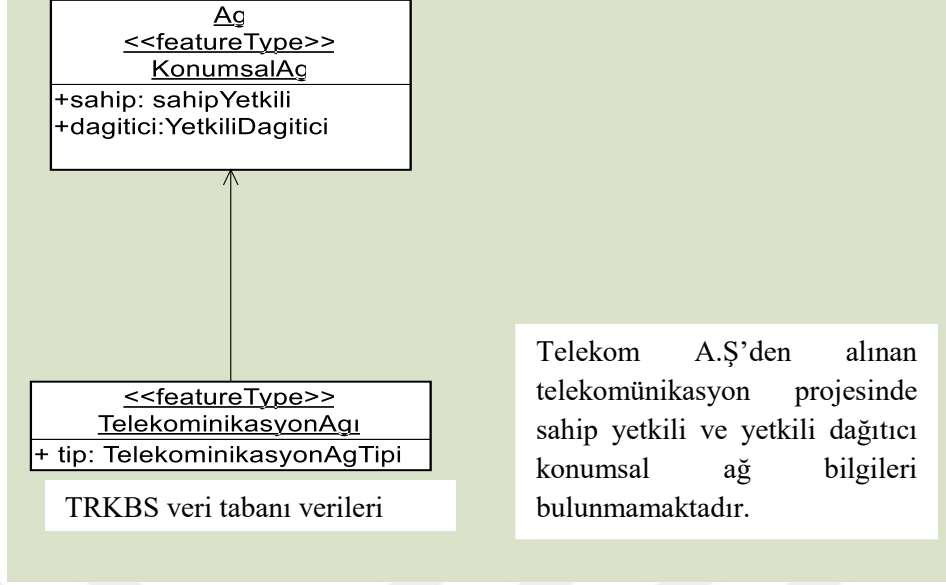 Ag
<<featureType>>
KonumsalAg
+sahip: sahipYetkili
+dagitici:YetkiliDagitici
<<featureType>>
TelekominikasyonAgı
+ tip: TelekominikasyonAgTipi
TRKBS veri tabanı verileri
Telekom A.Ş’den alınan
telekomünikasyon projesinde
sahip yetkili ve yetkili dağıtıcı
konumsal ağ bilgileri
bulunmamaktadır.